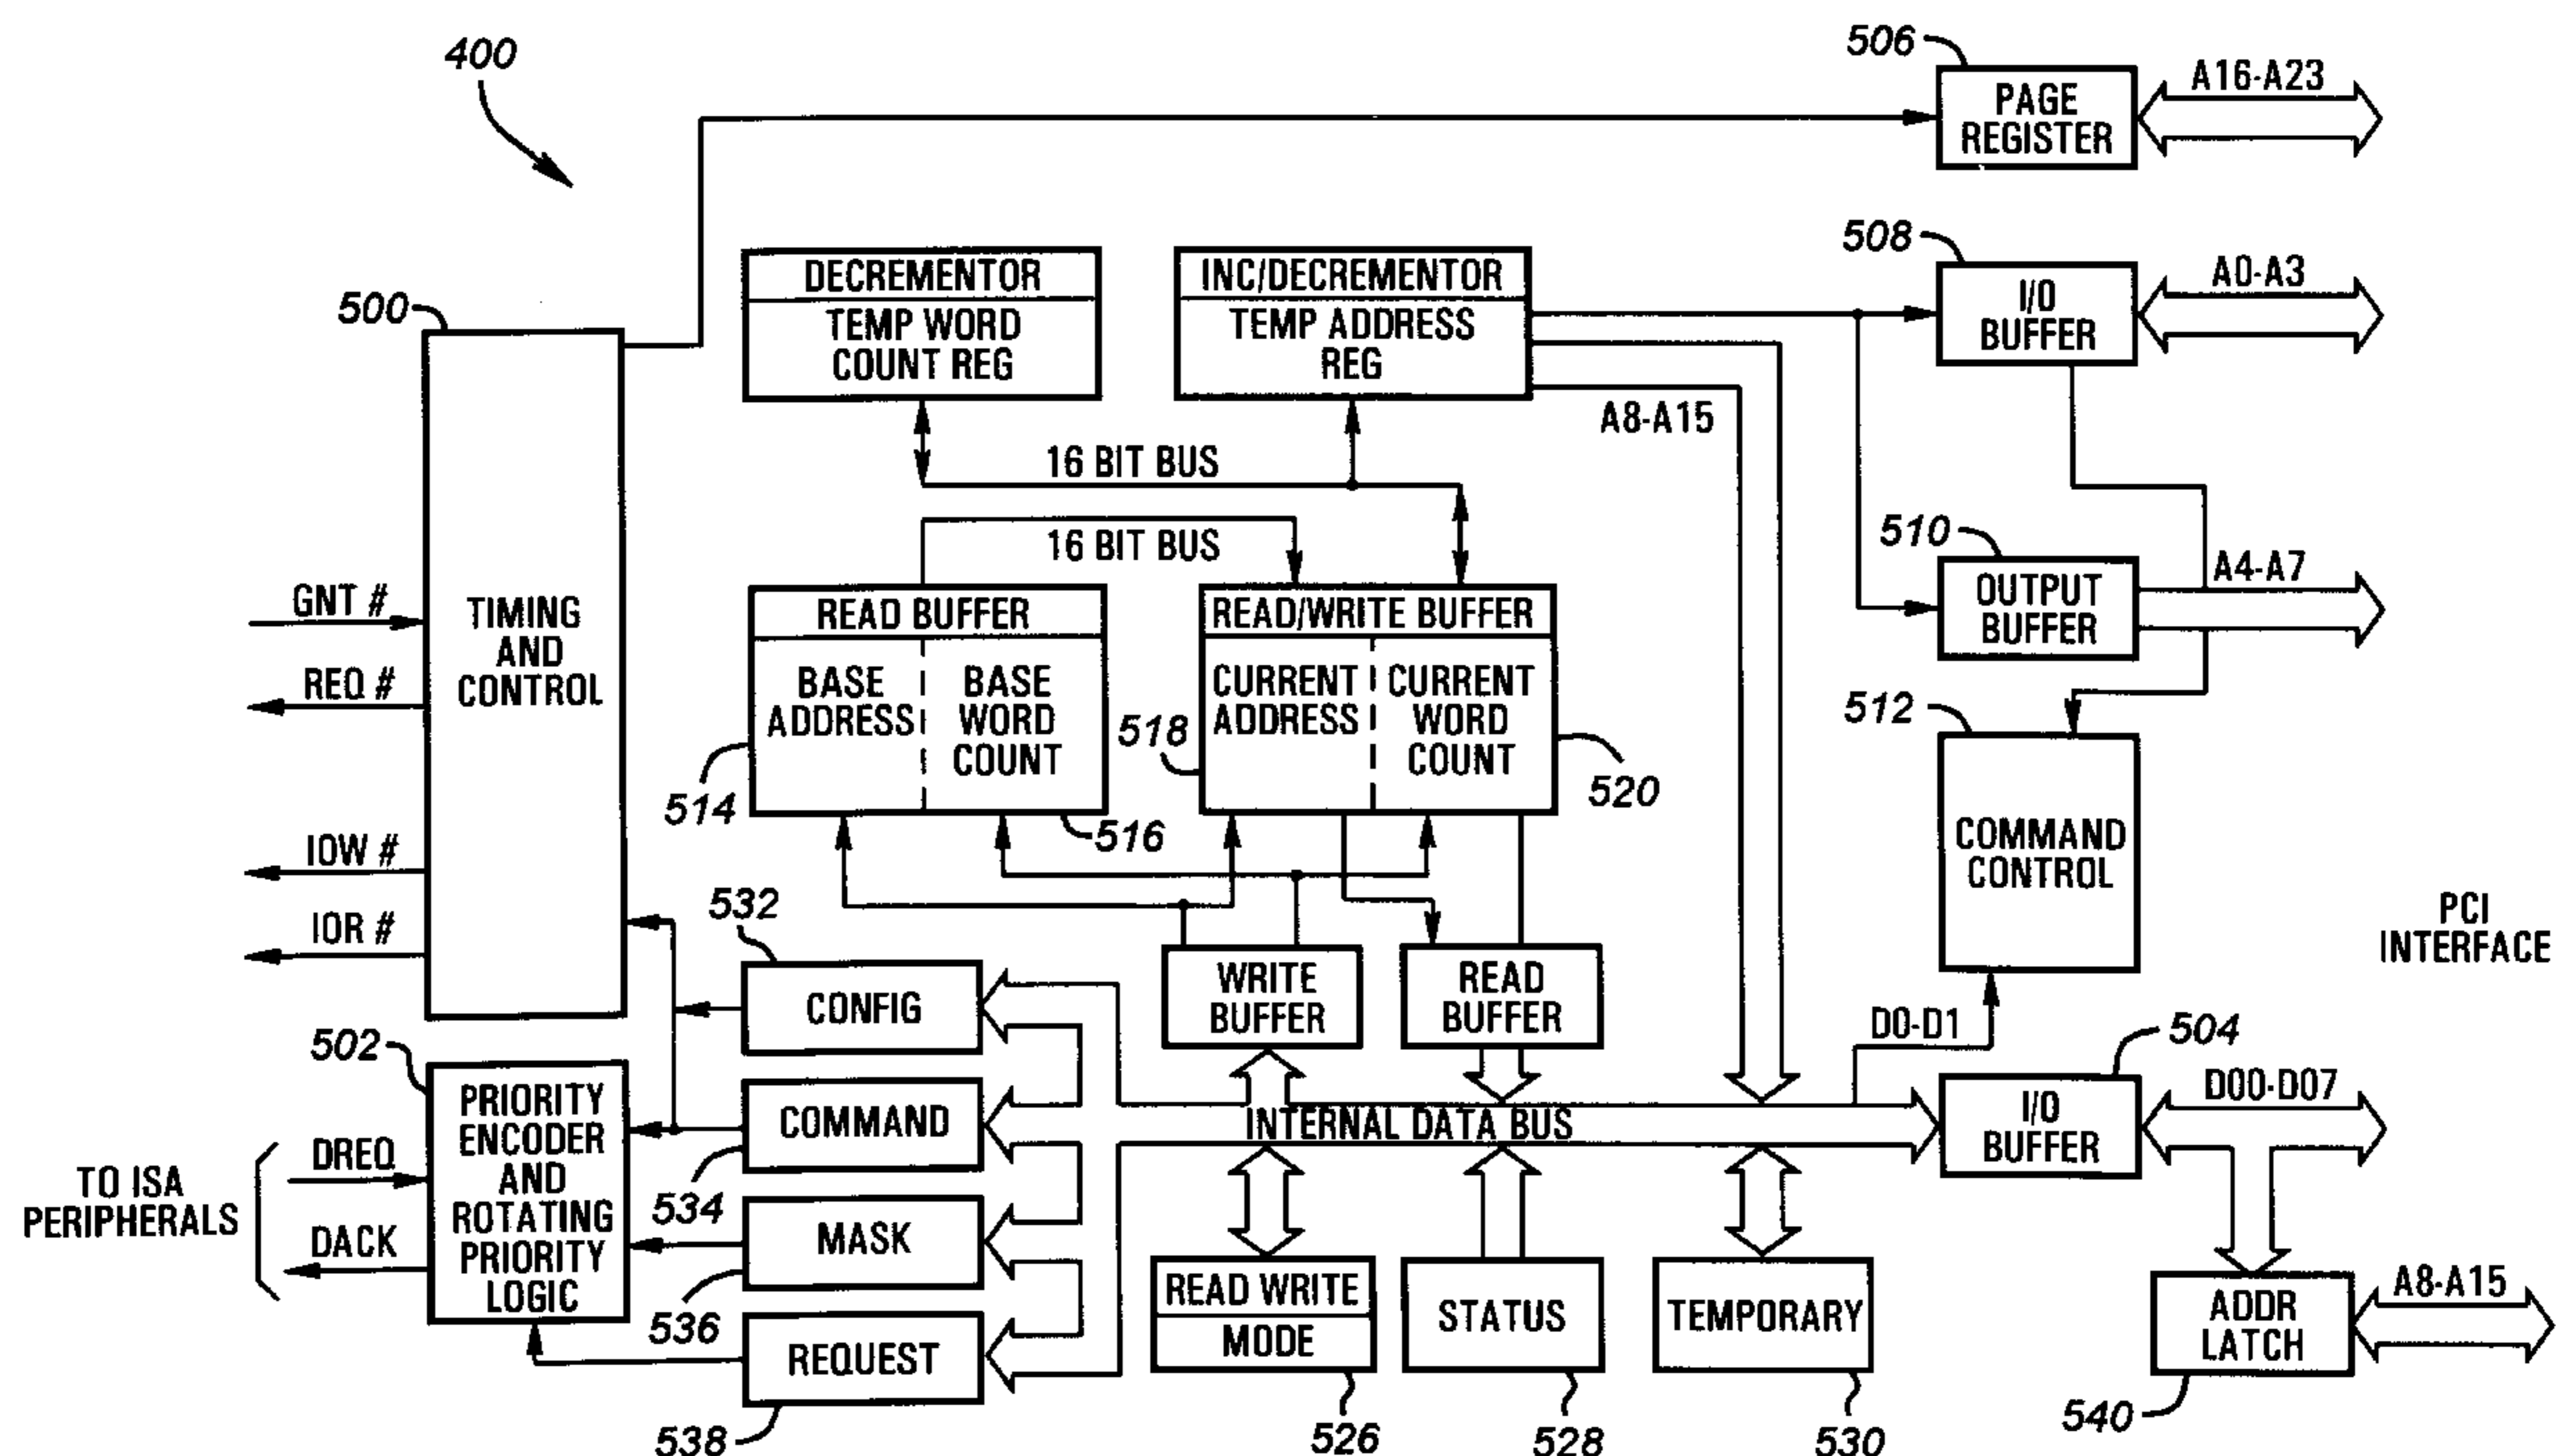 400
506
PAGE
REGISTER
A16-A23
500
DECREMENTOR
TEMP WORD
COUNT REG
INC/DECREMENTOR
TEMP ADDRESS
REG
508
I/O
BUFFER
A0-A3
A8-A15
16 BIT BUS
16 BIT BUS
510
OUTPUT
BUFFER
A4-A7
GNT #
REQ #
IOW #
IOR #
TIMING
AND
CONTROL
READ BUFFER
BASE
ADDRESS
BASE
WORD
COUNT
514
516
READ/WRITE BUFFER
CURRENT
ADDRESS
CURRENT
WORD
COUNT
518
520
512
COMMAND
CONTROL
PCI
INTERFACE
532
CONFIG
WRITE
BUFFER
READ
BUFFER
D0-D1
504
502
PRIORITY
ENCODER
AND
ROTATING
PRIORITY
LOGIC
COMMAND
534
INTERNAL DATA BUS
I/O
BUFFER
D00-D07
TO ISA
PERIPHERALS
DREQ
DACK
MASK
536
REQUEST
538
READ WRITE
MODE
526
STATUS
528
TEMPORARY
530
ADDR
LATCH
A8-A15
540